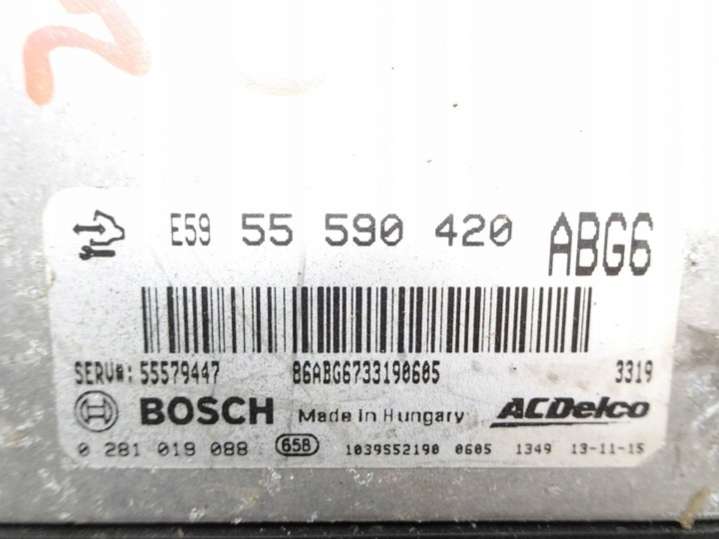 E59 55 590 420 ABG6
SERV#: 55579447 86ABG6733190605 3319
BOSCH Made in Hungary ACDelco
0 281 019 088 65B 1039S52190 0605 1349 13-11-15